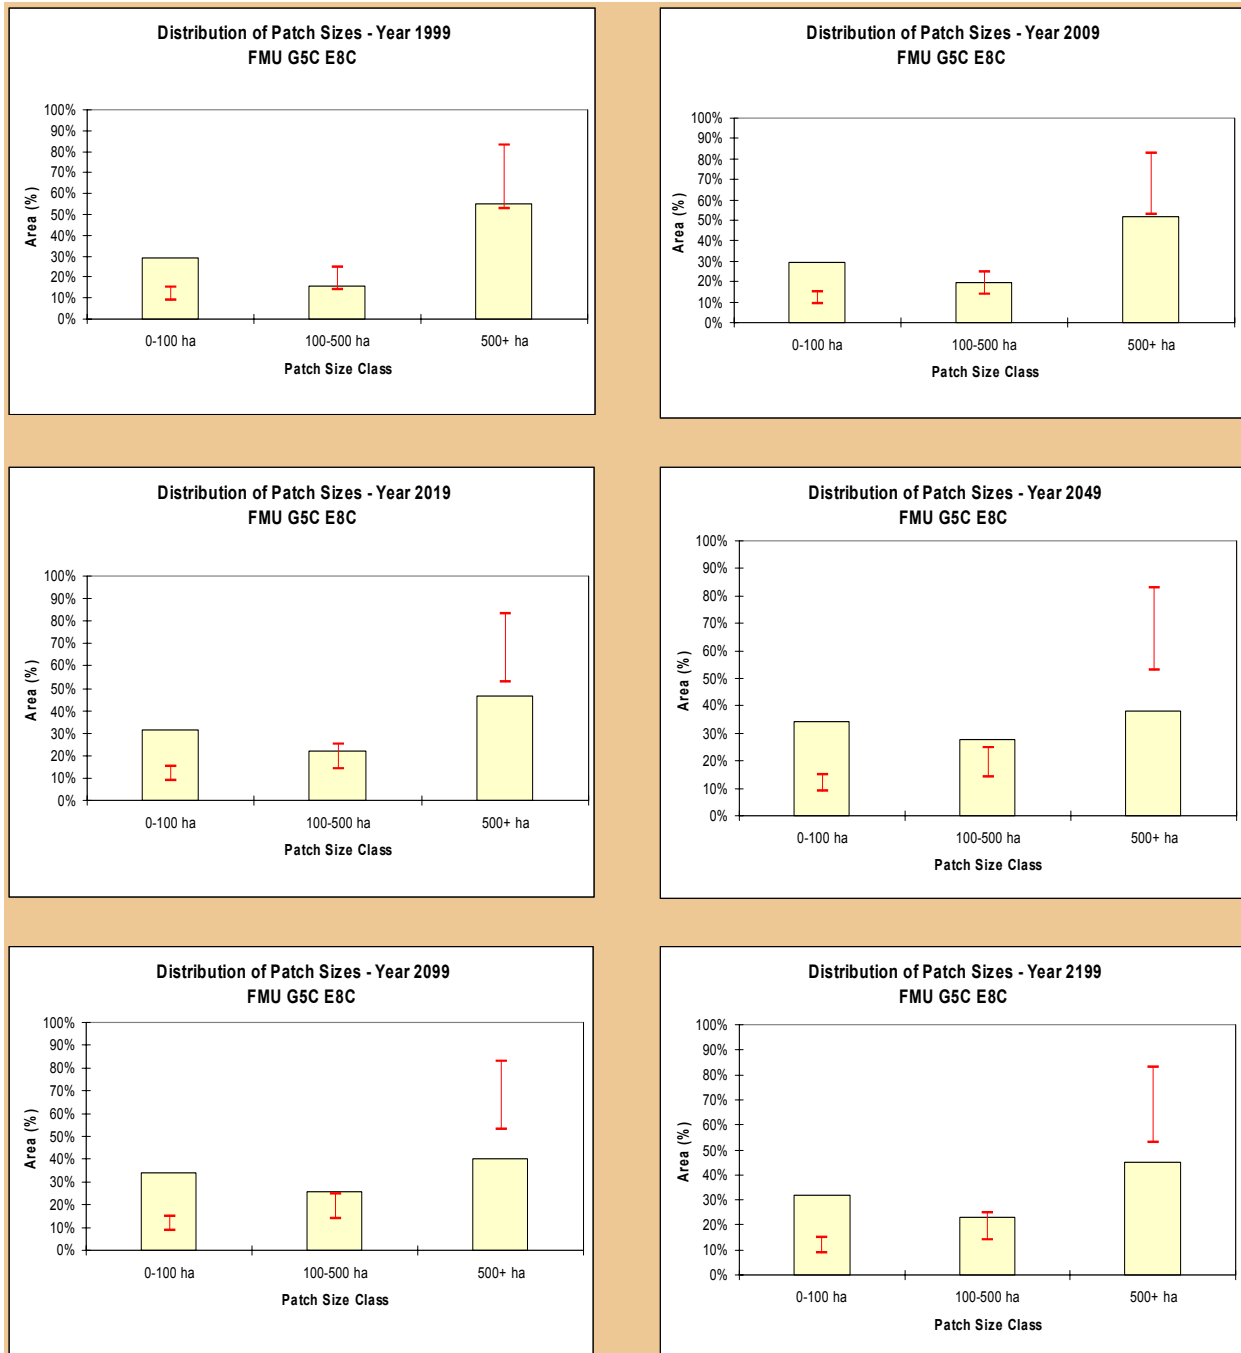 Distribution of Patch Sizes - Year 1999
FMU G5C E8C
100%
90%
80%
70%
60%
50%
40%
30%
20%
10%
0%
Area (%)
0-100 ha
100-500 ha
500+ ha
Patch Size Class
Distribution of Patch Sizes - Year 2009
FMU G5C E8C
100%
90%
80%
70%
60%
50%
40%
30%
20%
10%
0%
Area (%)
0-100 ha
100-500 ha
500+ ha
Patch Size Class
Distribution of Patch Sizes - Year 2019
FMU G5C E8C
100%
90%
80%
70%
60%
50%
40%
30%
20%
10%
0%
Area (%)
0-100 ha
100-500 ha
500+ ha
Patch Size Class
Distribution of Patch Sizes - Year 2049
FMU G5C E8C
100%
90%
80%
70%
60%
50%
40%
30%
20%
10%
0%
Area (%)
0-100 ha
100-500 ha
500+ ha
Patch Size Class
Distribution of Patch Sizes - Year 2099
FMU G5C E8C
100%
90%
80%
70%
60%
50%
40%
30%
20%
10%
0%
Area (%)
0-100 ha
100-500 ha
500+ ha
Patch Size Class
Distribution of Patch Sizes - Year 2199
FMU G5C E8C
100%
90%
80%
70%
60%
50%
40%
30%
20%
10%
0%
Area (%)
0-100 ha
100-500 ha
500+ ha
Patch Size Class